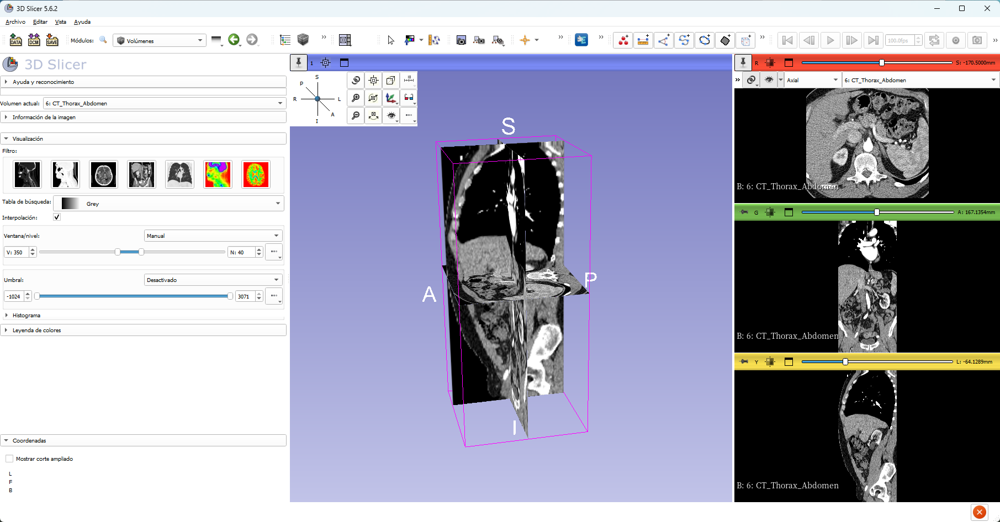 3D Slicer 5.6.2
Archivo Editar Vista Ayuda
DATA DCM SAVE Módulos: Volúmenes 100.0fps
3D Slicer
Ayuda y reconocimiento
Volumen actual: 6: CT_Thorax_Abdomen
Información de la imagen
Visualización
Filtro:
Tabla de búsqueda: Grey
Interpolación:
Ventana/nivel: Manual
V: 350 N: 40
Umbral: Desactivado
-1024 3071
Histograma
Leyenda de colores
Coordenadas
Mostrar corte ampliado
L
F
B
1
S
P
R L
A
I
S
A
P
I
R S: -170.5000mm
Axial 6: CT_Thorax_Abdomen
B: 6: CT_Thorax_Abdomen
G A: 167.1354mm
B: 6: CT_Thorax_Abdomen
Y L: -64.1289mm
B: 6: CT_Thorax_Abdomen